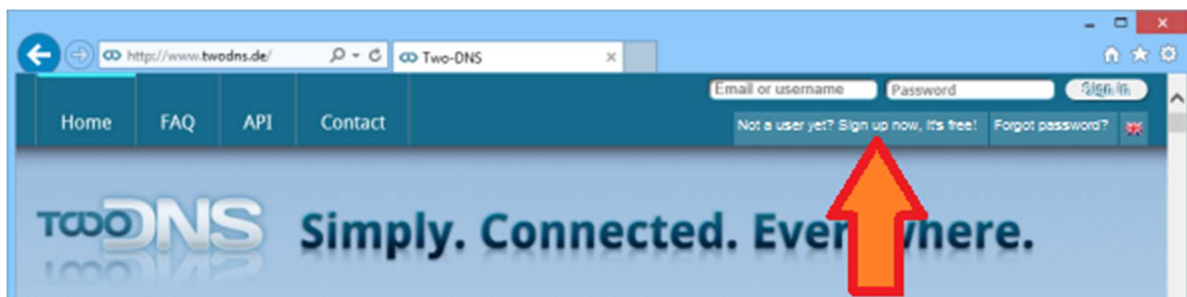 http://www.twodns.de/
Two-DNS
Email or username
Password
Sign in
Home
FAQ
API
Contact
Not a user yet? Sign up now, it's free!
Forgot password?
TwoDNS
Simply. Connected.